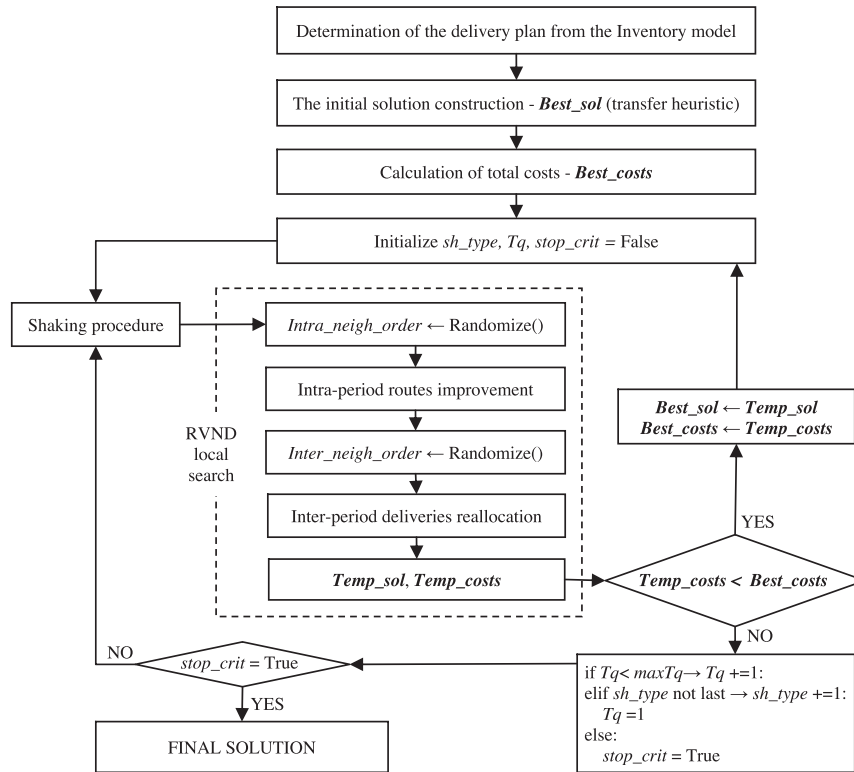 Determination of the delivery plan from the Inventory model
The initial solution construction - Best_sol (transfer heuristic)
Calculation of total costs - Best_costs
Initialize sh_type, Tq, stop_crit = False
Shaking procedure
Intra_neigh_order ← Randomize()
Intra-period routes improvement
RVND
local
search
Inter_neigh_order ← Randomize()
Inter-period deliveries reallocation
Temp_sol, Temp_costs
Best_sol ← Temp_sol
Best_costs ← Temp_costs
YES
Temp_costs < Best_costs
NO
if Tq< maxTq→ Tq +=1:
elif sh_type not last → sh_type +=1:
Tq =1
else:
stop_crit = True
NO
stop_crit = True
YES
FINAL SOLUTION